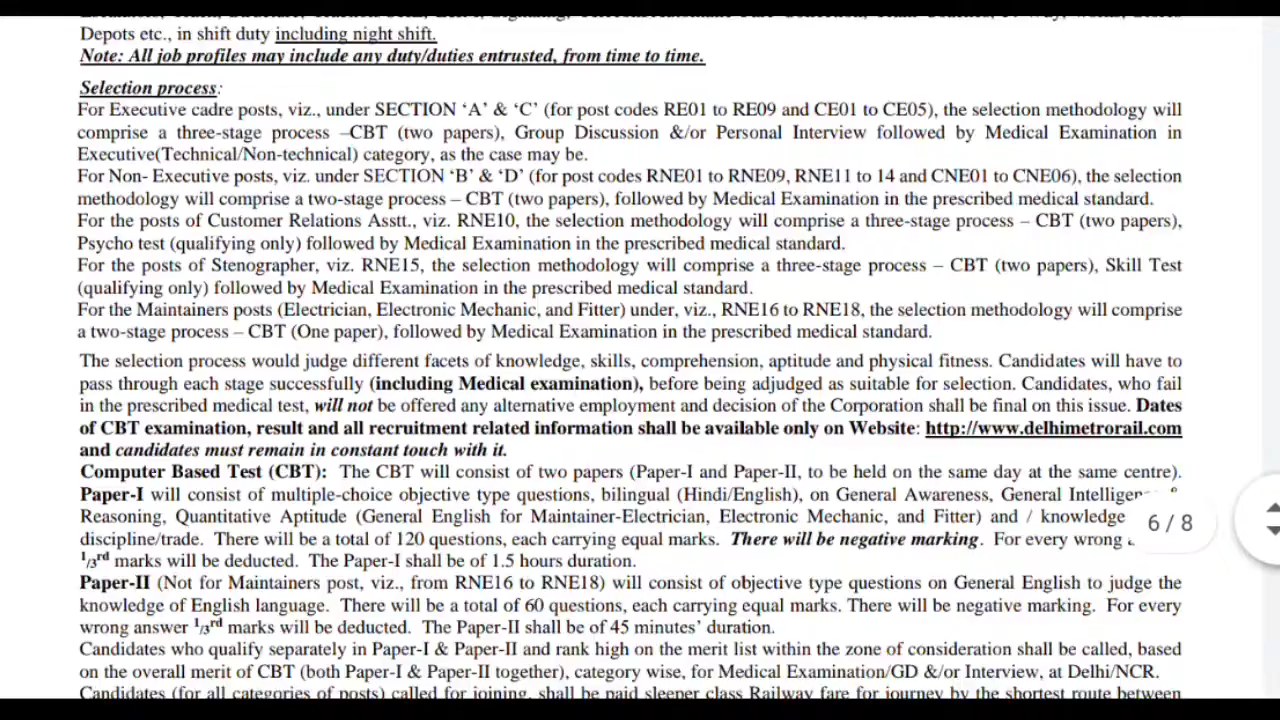 Depots etc., in shift duty including night shift.
Note: All job profiles may include any duty/duties entrusted, from time to time.
Selection process:
For Executive cadre posts, viz., under SECTION ‘A’ & ‘C’ (for post codes RE01 to RE09 and CE01 to CE05), the selection methodology will
comprise a three-stage process –CBT (two papers), Group Discussion &/or Personal Interview followed by Medical Examination in
Executive(Technical/Non-technical) category, as the case may be.
For Non- Executive posts, viz. under SECTION ‘B’ & ‘D’ (for post codes RNE01 to RNE09, RNE11 to 14 and CNE01 to CNE06), the selection
methodology will comprise a two-stage process – CBT (two papers), followed by Medical Examination in the prescribed medical standard.
For the posts of Customer Relations Asstt., viz. RNE10, the selection methodology will comprise a three-stage process – CBT (two papers),
Psycho test (qualifying only) followed by Medical Examination in the prescribed medical standard.
For the posts of Stenographer, viz. RNE15, the selection methodology will comprise a three-stage process – CBT (two papers), Skill Test
(qualifying only) followed by Medical Examination in the prescribed medical standard.
For the Maintainers posts (Electrician, Electronic Mechanic, and Fitter) under, viz., RNE16 to RNE18, the selection methodology will comprise
a two-stage process – CBT (One paper), followed by Medical Examination in the prescribed medical standard.
The selection process would judge different facets of knowledge, skills, comprehension, aptitude and physical fitness. Candidates will have to
pass through each stage successfully (including Medical examination), before being adjudged as suitable for selection. Candidates, who fail
in the prescribed medical test, will not be offered any alternative employment and decision of the Corporation shall be final on this issue. Dates
of CBT examination, result and all recruitment related information shall be available only on Website: http://www.delhimetrorail.com
and candidates must remain in constant touch with it.
Computer Based Test (CBT): The CBT will consist of two papers (Paper-I and Paper-II, to be held on the same day at the same centre).
Paper-I will consist of multiple-choice objective type questions, bilingual (Hindi/English), on General Awareness, General
Reasoning, Quantitative Aptitude (General English for Maintainer-Electrician, Electronic Mechanic, and Fitter) and / knowledge
discipline/trade. There will be a total of 120 questions, each carrying equal marks. There will be negative marking. For every wrong
1/3rd marks will be deducted. The Paper-I shall be of 1.5 hours duration.
6 / 8
Paper-II (Not for Maintainers post, viz., from RNE16 to RNE18) will consist of objective type questions on General English to judge the
knowledge of English language. There will be a total of 60 questions, each carrying equal marks. There will be negative marking. For every
wrong answer 1/3rd marks will be deducted. The Paper-II shall be of 45 minutes’ duration.
Candidates who qualify separately in Paper-I & Paper-II and rank high on the merit list within the zone of consideration shall be called, based
on the overall merit of CBT (both Paper-I & Paper-II together), category wise, for Medical Examination/GD &/or Interview, at Delhi/NCR.
Candidates (for all categories of posts) called for joining, shall be paid sleeper class Railway fare for journey by the shortest route between